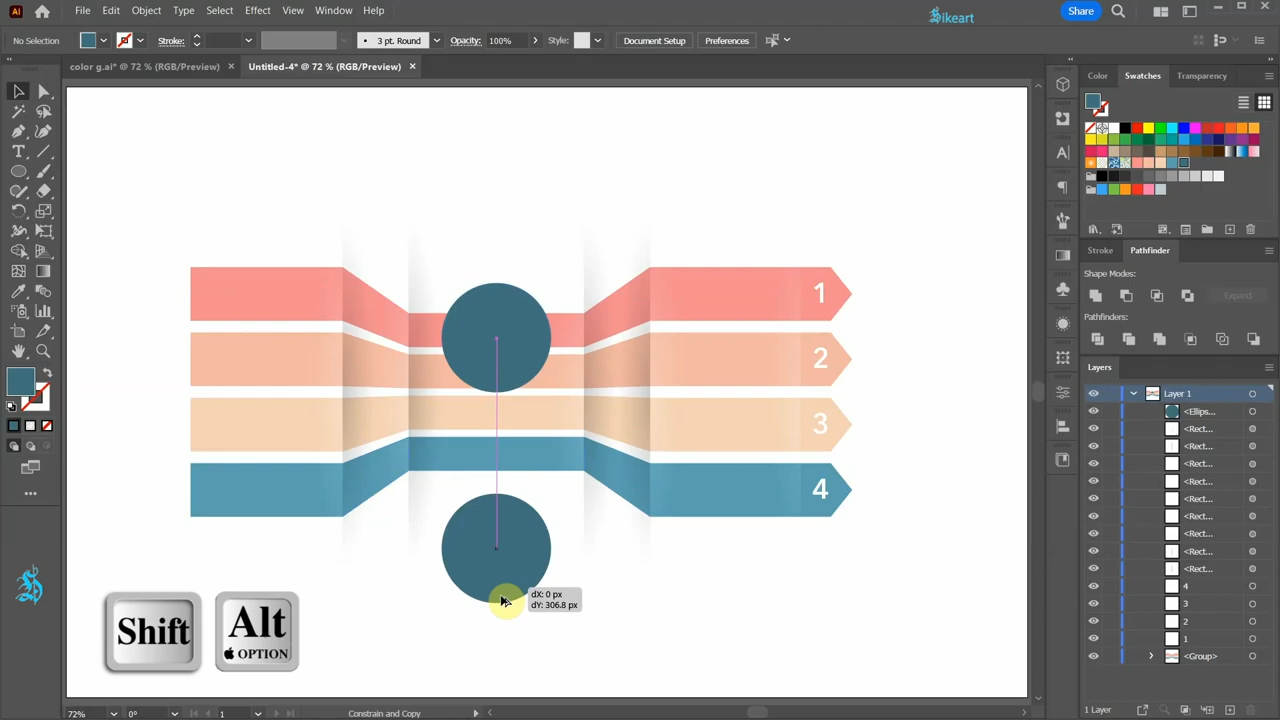 Ai
File Edit Object Type Select Effect View Window Help
Sikeart
Share
No Selection
Stroke:
3 pt. Round
Opacity: 100%
Style:
Document Setup
Preferences
color g.ai* @ 72 % (RGB/Preview)
Untitled-4* @ 72 % (RGB/Preview)
Color Swatches Transparency
1
2
3
4
Stroke Pathfinder
Shape Modes:
Expand
Pathfinders:
Layers
Layer 1
<Ellips...
<Rect...
<Rect...
<Rect...
<Rect...
<Rect...
<Rect...
<Rect...
<Rect...
<Rect...
4
3
2
1
<Group>
dX: 0 px
dY: 306.8 px
Shift
Alt
OPTION
72%
0°
1
Constrain and Copy
1 Layer